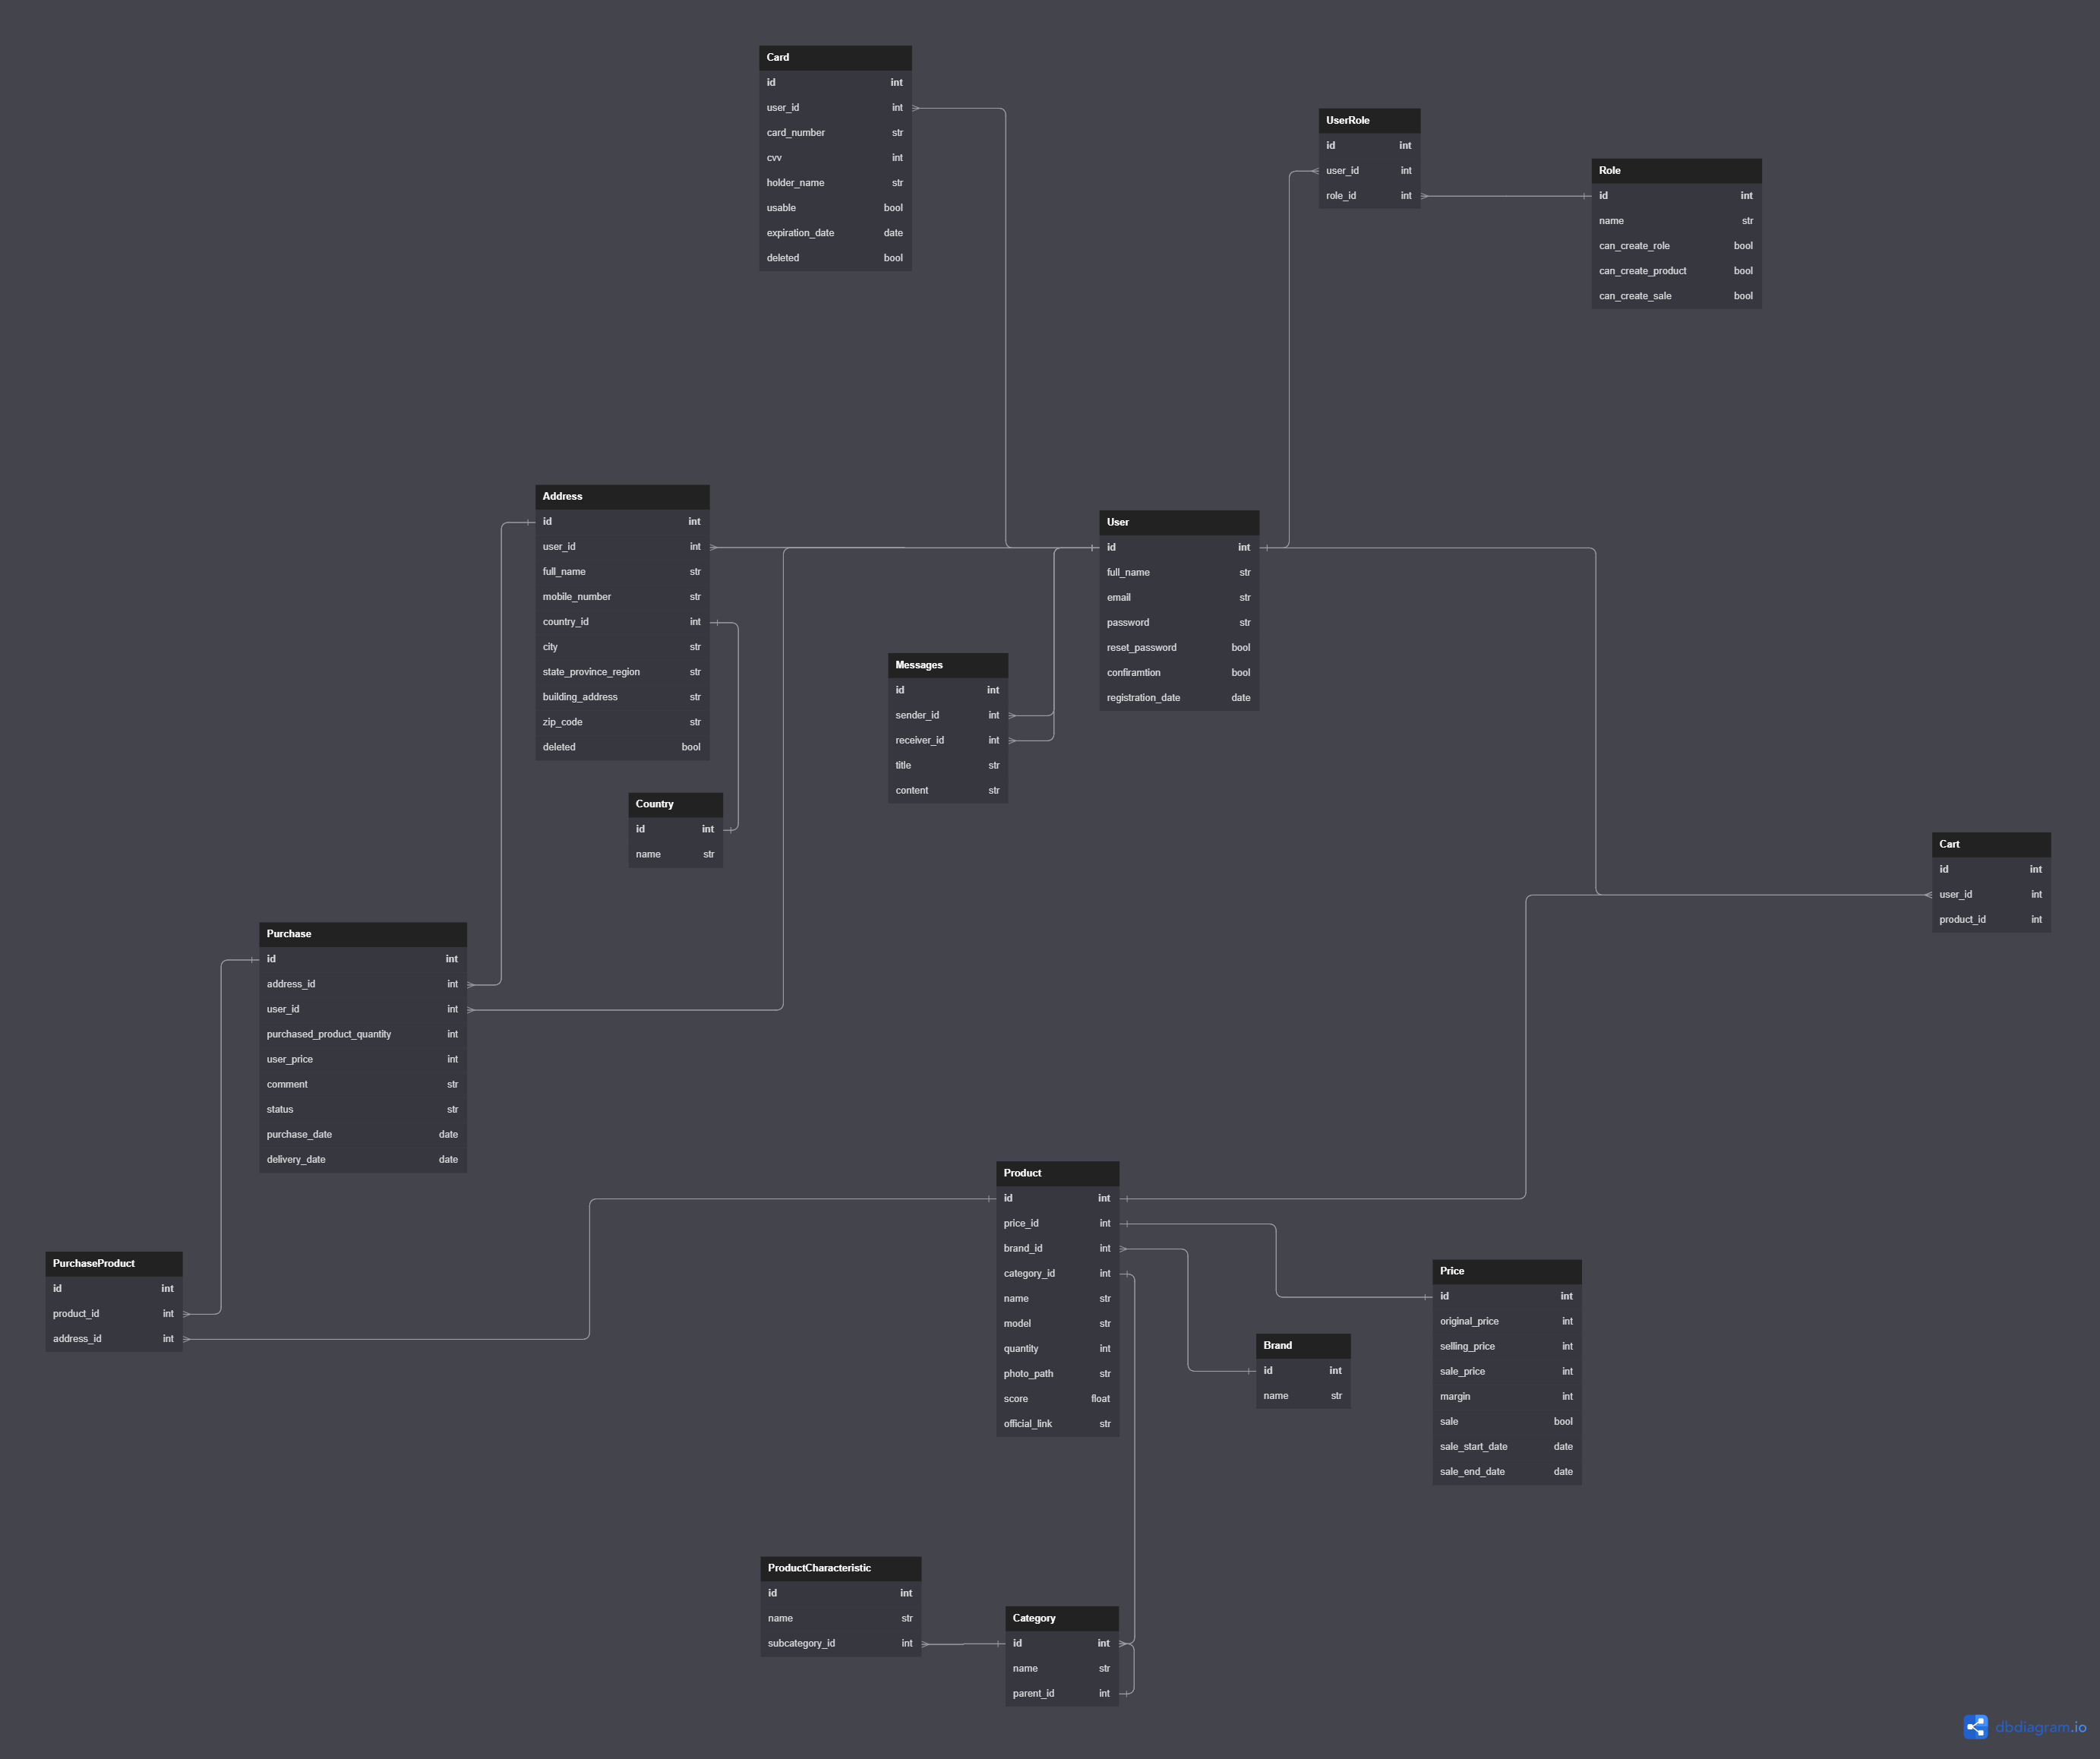 Card
id int
user_id int
card_number str
cvv int
holder_name str
usable bool
expiration_date date
deleted bool
UserRole
id int
user_id int
role_id int
Role
id int
name str
can_create_role bool
can_create_product bool
can_create_sale bool
Address
id int
user_id int
full_name str
mobile_number str
country_id int
city str
state_province_region str
building_address str
zip_code str
deleted bool
User
id int
full_name str
email str
password str
reset_password bool
confiramtion bool
registration_date date
Messages
id int
sender_id int
receiver_id int
title str
content str
Country
id int
name str
Cart
id int
user_id int
product_id int
Purchase
id int
address_id int
user_id int
purchased_product_quantity int
user_price int
comment str
status str
purchase_date date
delivery_date date
Product
id int
price_id int
brand_id int
category_id int
name str
model str
quantity int
photo_path str
score float
official_link str
PurchaseProduct
id int
product_id int
address_id int
Price
id int
original_price int
selling_price int
sale_price int
margin int
sale bool
sale_start_date date
sale_end_date date
Brand
id int
name str
ProductCharacteristic
id int
name str
subcategory_id int
Category
id int
name str
parent_id int
dbdiagram.io